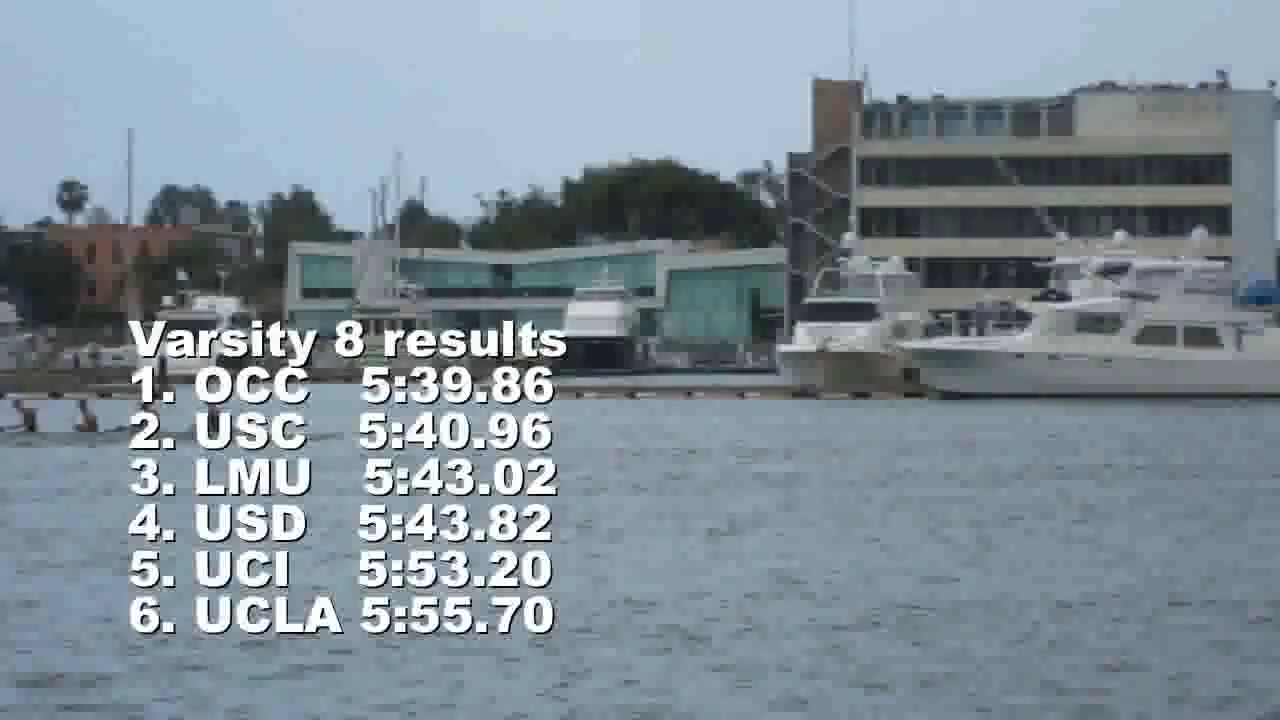 Varsity 8 results
1. OCC 5:39.86
2. USC 5:40.96
3. LMU 5:43.02
4. USD 5:43.82
5. UCI 5:53.20
6. UCLA 5:55.70